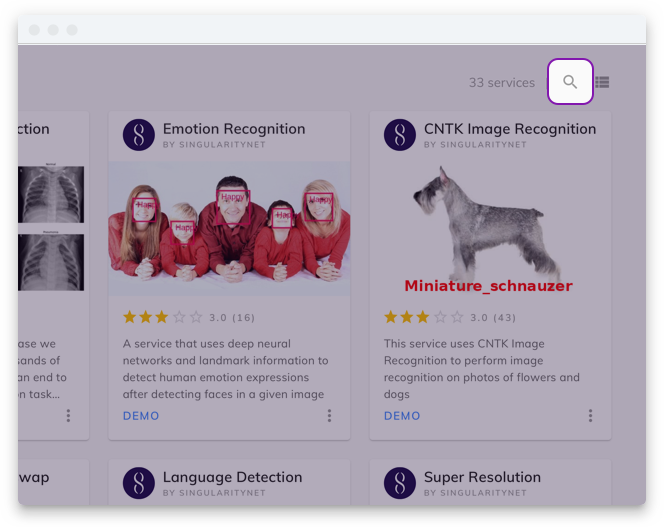 33 services
ction
Emotion Recognition
BY SINGULARITYNET
CNTK Image Recognition
BY SINGULARITYNET
Happy
Happy
Happy
Happy
Happy
Miniature_schnauzer
3.0 (16)
3.0 (43)
ase we
sands of
an end to
on task...
A service that uses deep neural
networks and landmark information to
detect human emotion expressions
after detecting faces in a given image
This service uses CNTK Image
Recognition to perform image
recognition on photos of flowers and
dogs
DEMO
DEMO
wap
Language Detection
BY SINGULARITYNET
Super Resolution
BY SINGULARITYNET